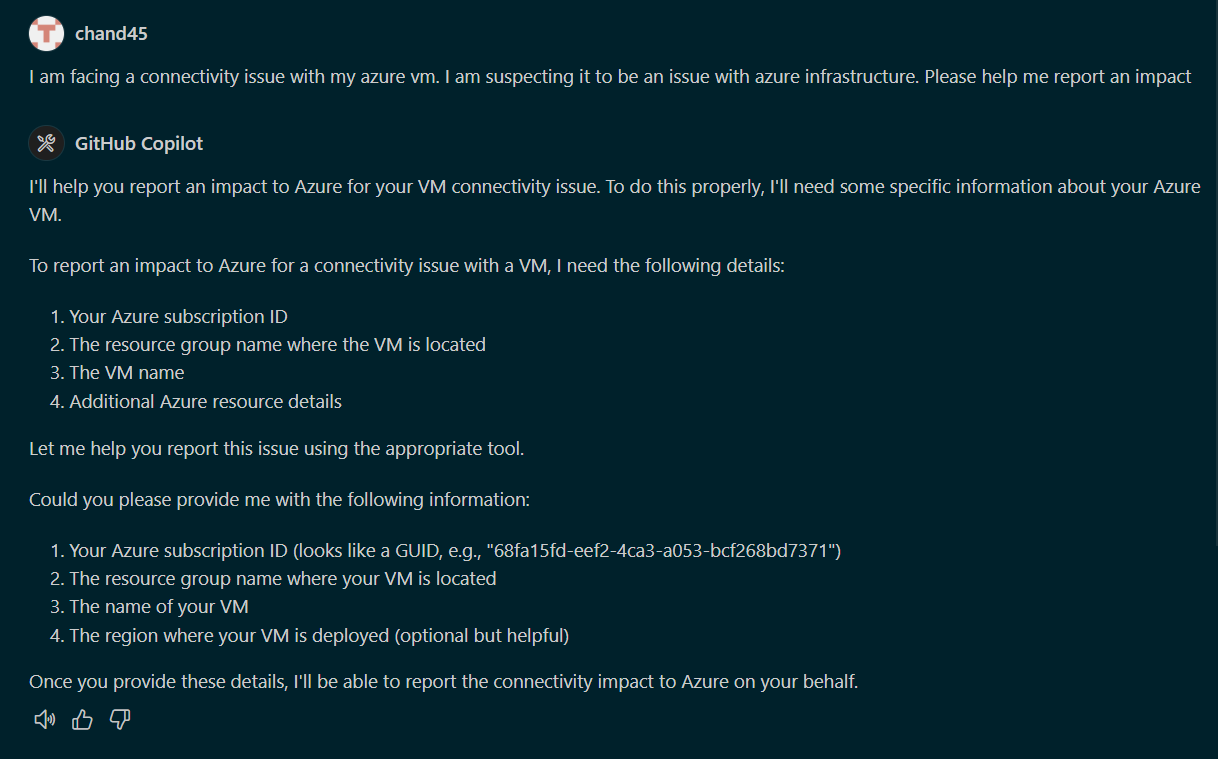 chand45
I am facing a connectivity issue with my azure vm. I am suspecting it to be an issue with azure infrastructure. Please help me report an impact
GitHub Copilot
I'll help you report an impact to Azure for your VM connectivity issue. To do this properly, I'll need some specific information about your Azure
VM.
To report an impact to Azure for a connectivity issue with a VM, I need the following details:
1. Your Azure subscription ID
2. The resource group name where the VM is located
3. The VM name
4. Additional Azure resource details
Let me help you report this issue using the appropriate tool.
Could you please provide me with the following information:
1. Your Azure subscription ID (looks like a GUID, e.g., "68fa15fd-eef2-4ca3-a053-bcf268bd7371")
2. The resource group name where your VM is located
3. The name of your VM
4. The region where your VM is deployed (optional but helpful)
Once you provide these details, I'll be able to report the connectivity impact to Azure on your behalf.